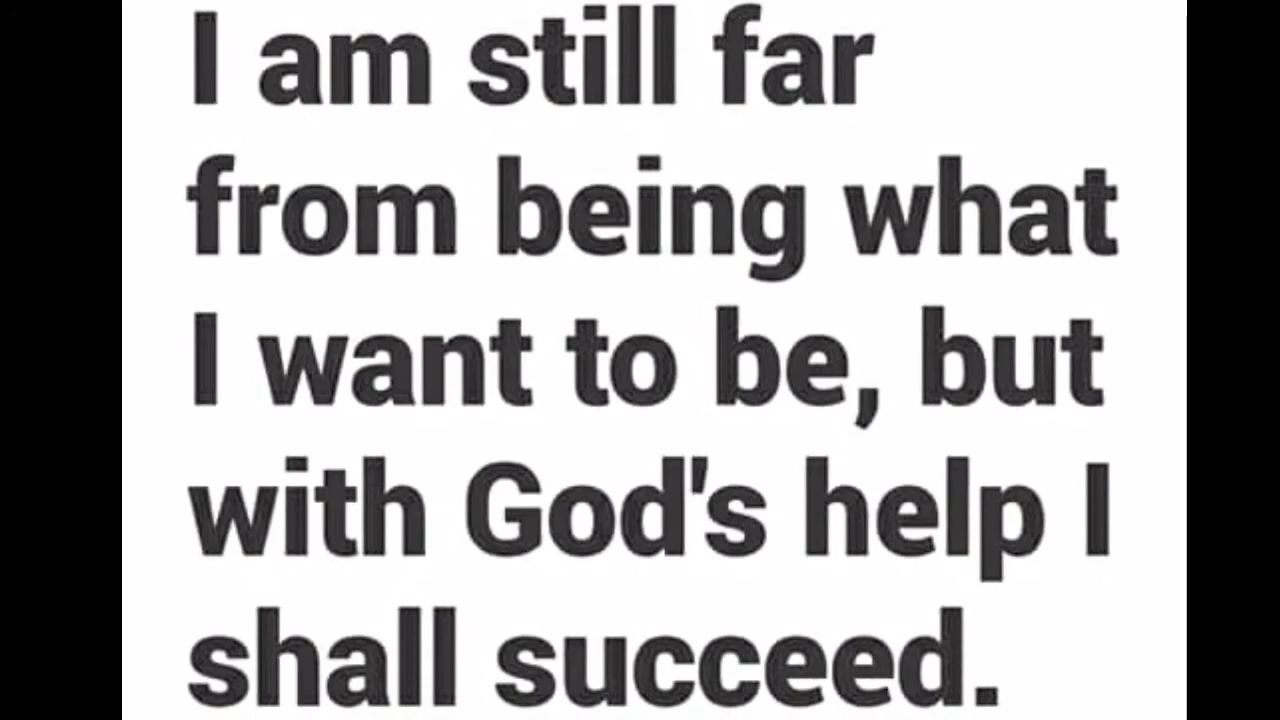 I am still far
from being what
I want to be, but
with God's help I
shall succeed.